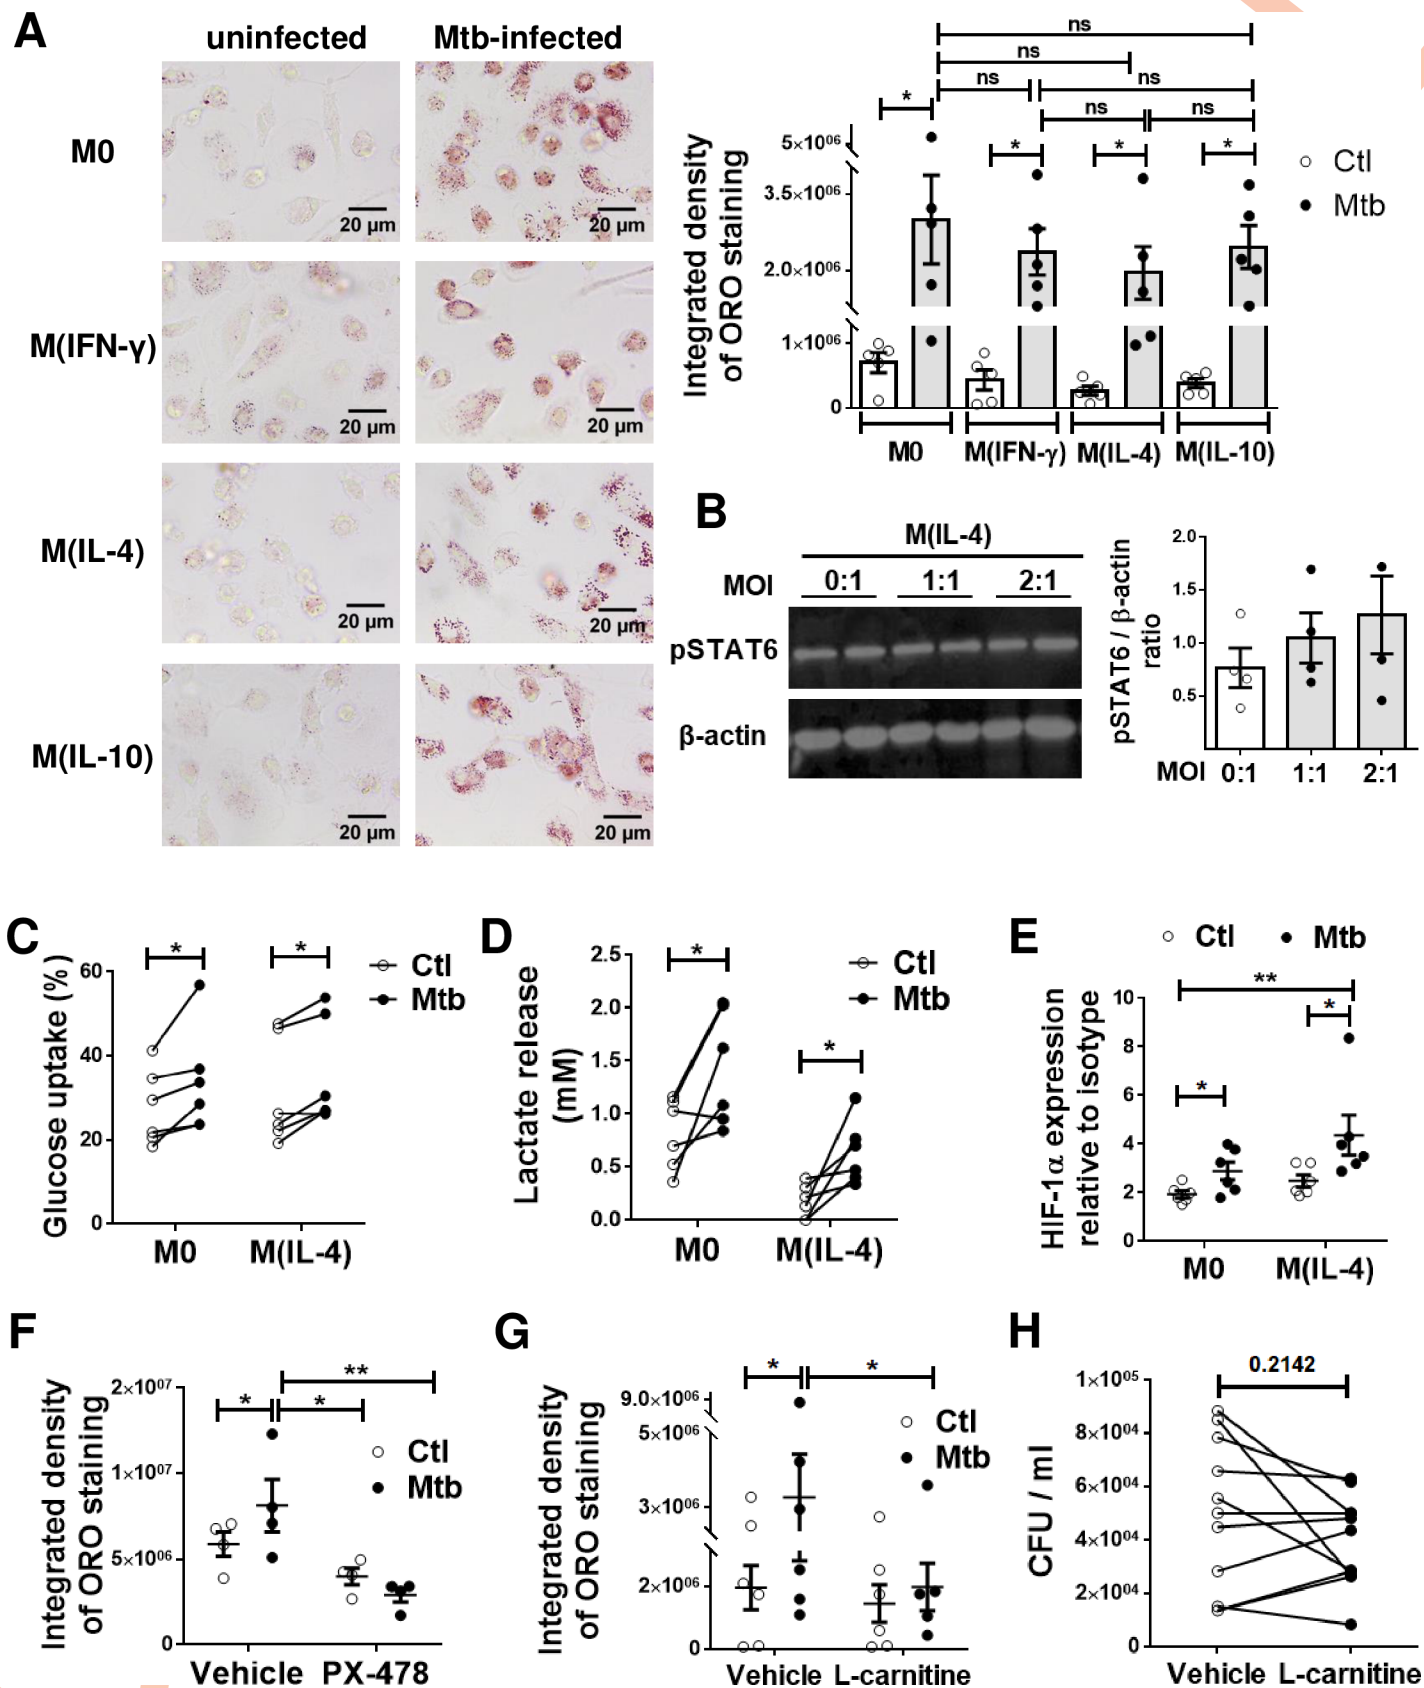 A
uninfected
Mtb-infected
M0
M(IFN-γ)
M(IL-4)
M(IL-10)
20 µm
20 µm
20 µm
20 µm
20 µm
20 µm
20 µm
20 µm
Integrated density
of ORO staining
5×10⁰⁶
3.5×10⁰⁶
2.0×10⁰⁶
1×10⁰⁶
0
ns
ns
ns
ns
ns
ns
*
*
*
*
Ctl
Mtb
M0
M(IFN-γ)
M(IL-4)
M(IL-10)
B
M(IL-4)
MOI
0:1
1:1
2:1
pSTAT6
β-actin
pSTAT6 / β-actin
ratio
2.0
1.5
1.0
0.5
MOI 0:1 1:1 2:1
C
Glucose uptake (%)
60
40
20
0
*
*
Ctl
Mtb
M0
M(IL-4)
D
Lactate release
(mM)
2.5
2.0
1.5
1.0
0.5
0.0
*
*
Ctl
Mtb
M0
M(IL-4)
E
Ctl
Mtb
HIF-1α expression
relative to isotype
10
8
6
4
2
0
**
*
*
M0
M(IL-4)
F
Integrated density
of ORO staining
2×10⁰⁷
1×10⁰⁷
5×10⁰⁶
0
**
*
*
Ctl
Mtb
Vehicle PX-478
G
Integrated density
of ORO staining
9.0×10⁰⁶
5×10⁰⁶
3×10⁰⁶
2×10⁰⁶
0
*
*
Ctl
Mtb
Vehicle L-carnitine
H
CFU / ml
1×10⁰⁵
8×10⁰⁴
6×10⁰⁴
4×10⁰⁴
2×10⁰⁴
0
0.2142
Vehicle L-carnitine